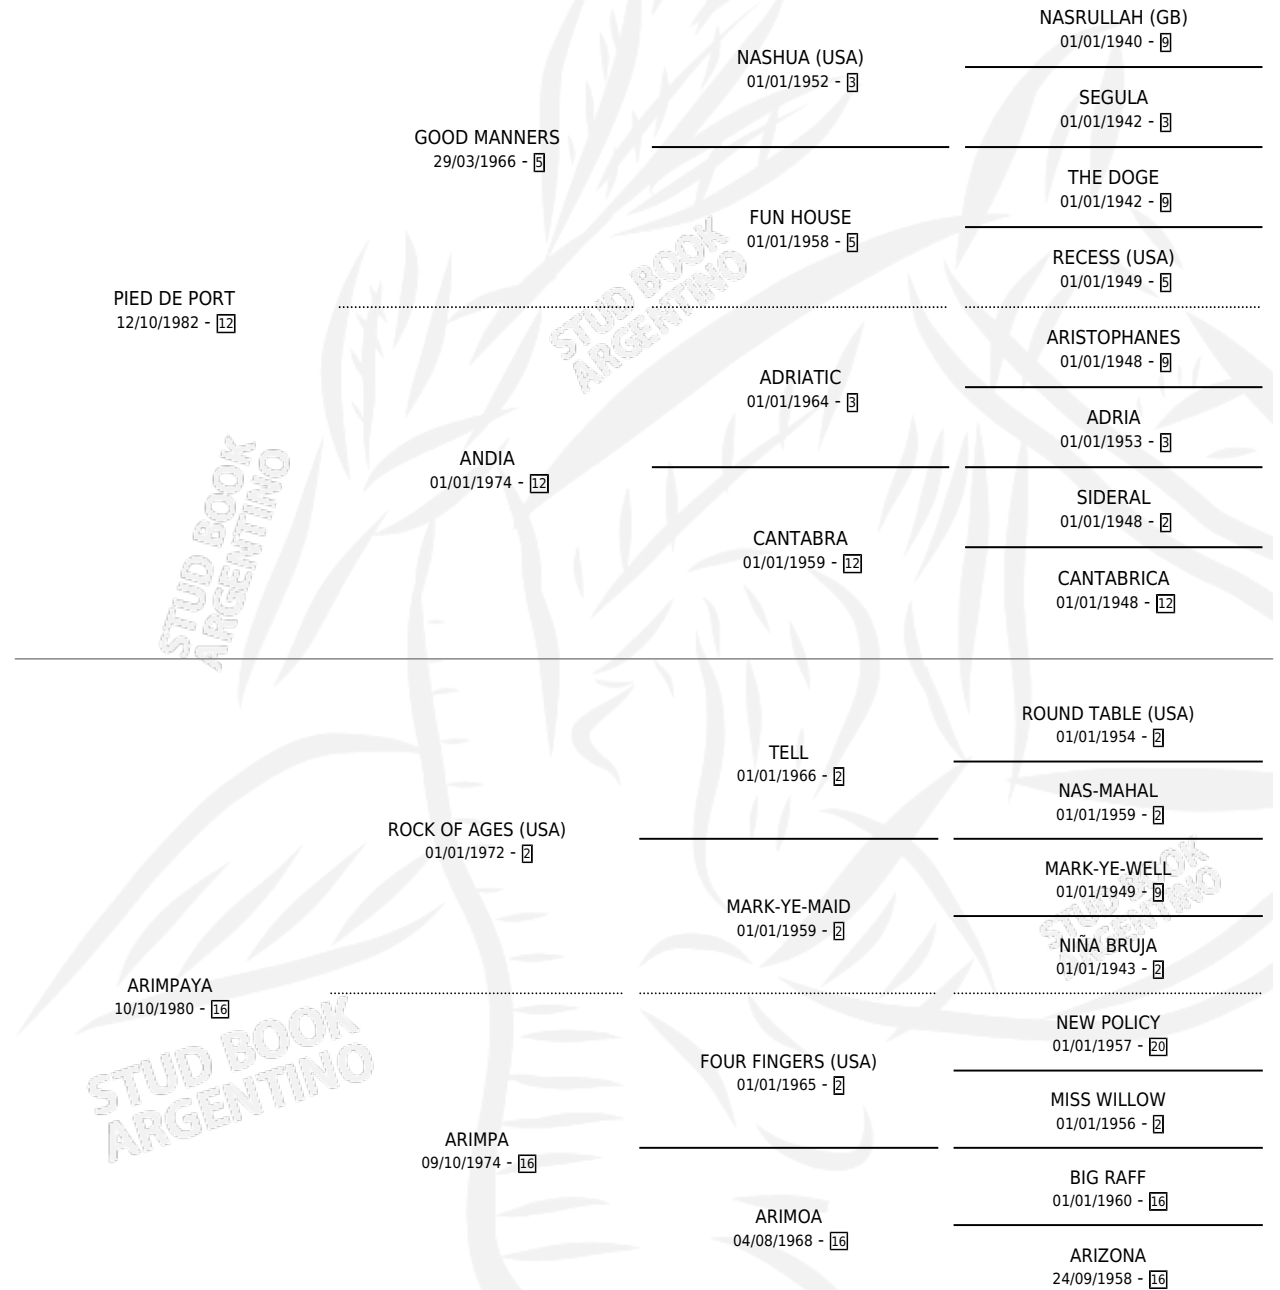 NASRULLAH (GB)
01/01/1940 - 9
NASHUA (USA)
01/01/1952 - 3
SEGULA
01/01/1942 - 3
GOOD MANNERS
29/03/1966 - 5
THE DOGE
01/01/1942 - 9
FUN HOUSE
01/01/1958 - 5
RECESS (USA)
01/01/1949 - 5
PIED DE PORT
12/10/1982 - 12
ARISTOPHANES
01/01/1948 - 9
ADRIATIC
01/01/1964 - 3
ADRIA
01/01/1953 - 3
ANDIA
01/01/1974 - 12
SIDERAL
01/01/1948 - 2
CANTABRA
01/01/1959 - 12
CANTABRICA
01/01/1948 - 12
STUD BOOK
ARGENTINO
STUD BOOK
ARGENTINO
ROUND TABLE (USA)
01/01/1954 - 2
TELL
01/01/1966 - 2
NAS-MAHAL
01/01/1959 - 2
ROCK OF AGES (USA)
01/01/1972 - 2
MARK-YE-WELL
01/01/1949 - 9
MARK-YE-MAID
01/01/1959 - 2
NIÑA BRUJA
01/01/1943 - 2
STUD BOOK
ARGENTINO
ARIMPAYA
10/10/1980 - 16
STUD BOOK
ARGENTINO
NEW POLICY
01/01/1957 - 20
FOUR FINGERS (USA)
01/01/1965 - 2
MISS WILLOW
01/01/1956 - 2
ARIMPA
09/10/1974 - 16
BIG RAFF
01/01/1960 - 16
ARIMOA
04/08/1968 - 16
ARIZONA
24/09/1958 - 16